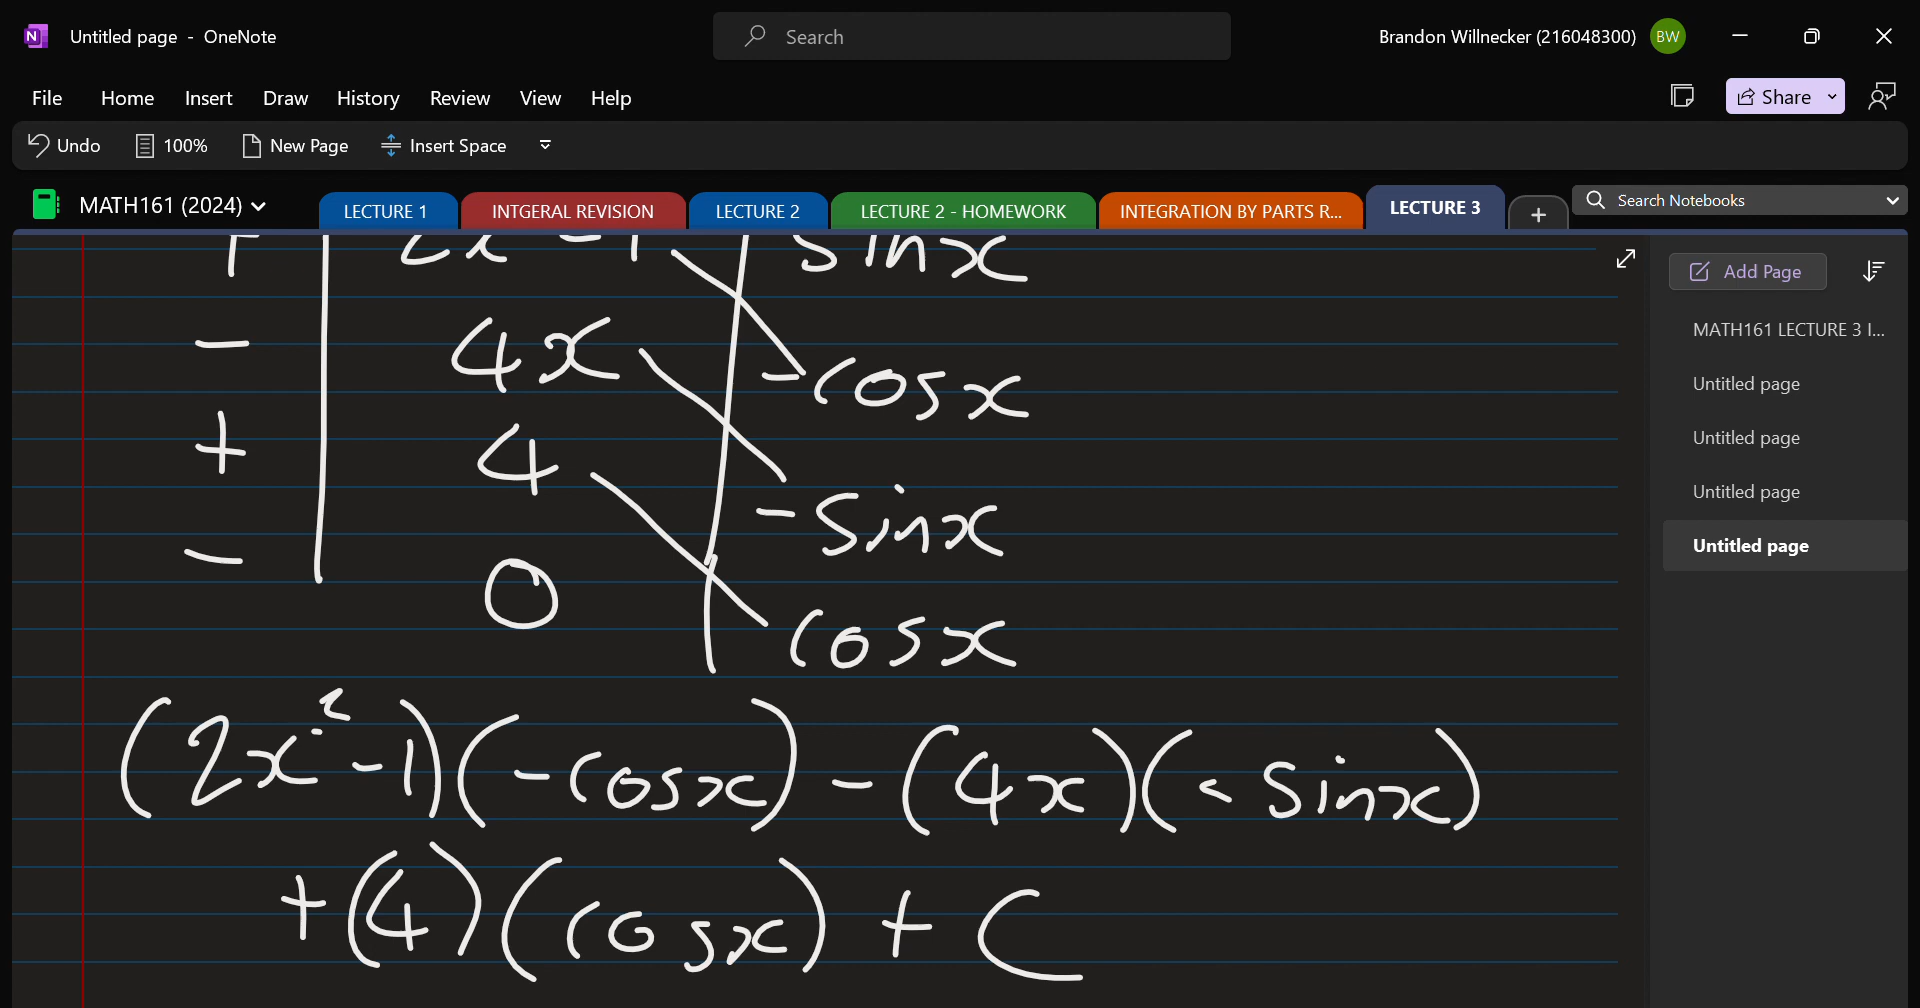 Untitled page - OneNote
Search
Brandon Willnecker (216048300) BW
File Home Insert Draw History Review View Help
Share
Undo 100% New Page Insert Space
MATH161 (2024)
LECTURE 1 INTGERAL REVISION LECTURE 2 LECTURE 2 - HOMEWORK INTEGRATION BY PARTS R... LECTURE 3 +
Search Notebooks
Add Page
MATH161 LECTURE 3 I...
Untitled page
Untitled page
Untitled page
Untitled page
sinx
- 4x -cosx
+ 4 -sinx
- 0 cosx
(2x²-1)(-cosx) - (4x)(-sinx)
+(4)(cosx) + C